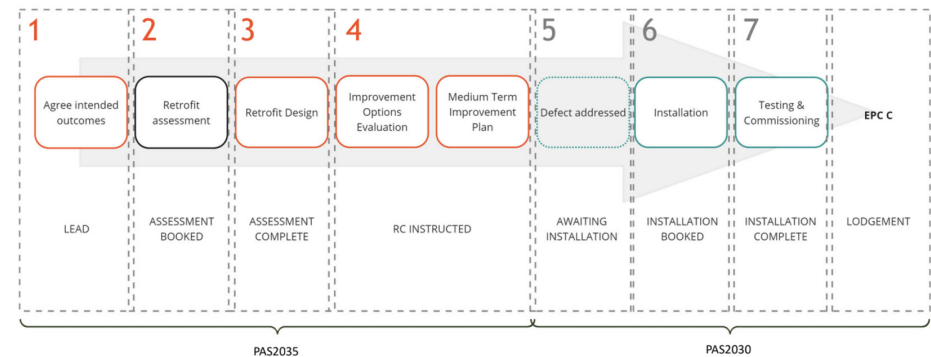 1
2
3
4
5
6
7
Agree intended
outcomes
Retrofit
assessment
Retrofit Design
Improvement
Options
Evaluation
Medium Term
Improvement
Plan
Defect addressed
Installation
Testing &
Commissioning
EPC C
LEAD
ASSESSMENT
BOOKED
ASSESSMENT
COMPLETE
RC INSTRUCTED
AWAITING
INSTALLATION
INSTALLATION
BOOKED
INSTALLATION
COMPLETE
LODGEMENT
PAS2035
PAS2030